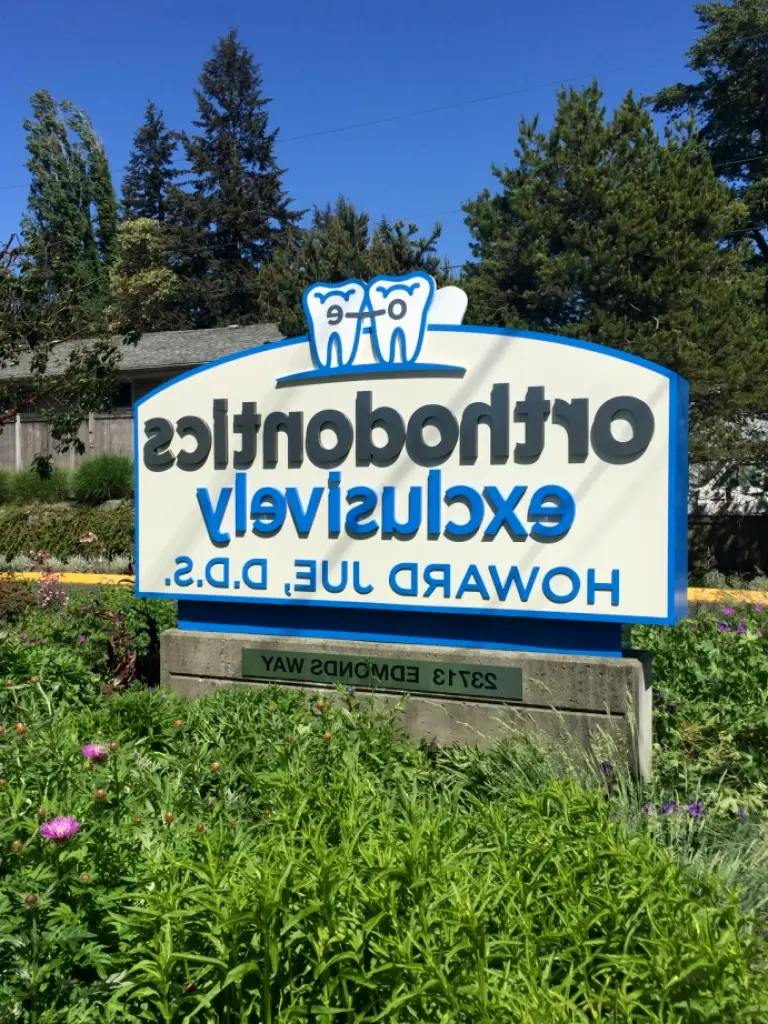 o e
orthodontics
exclusively
HOWARD JUE, D.D.S.
23713 EDMONDS WAY